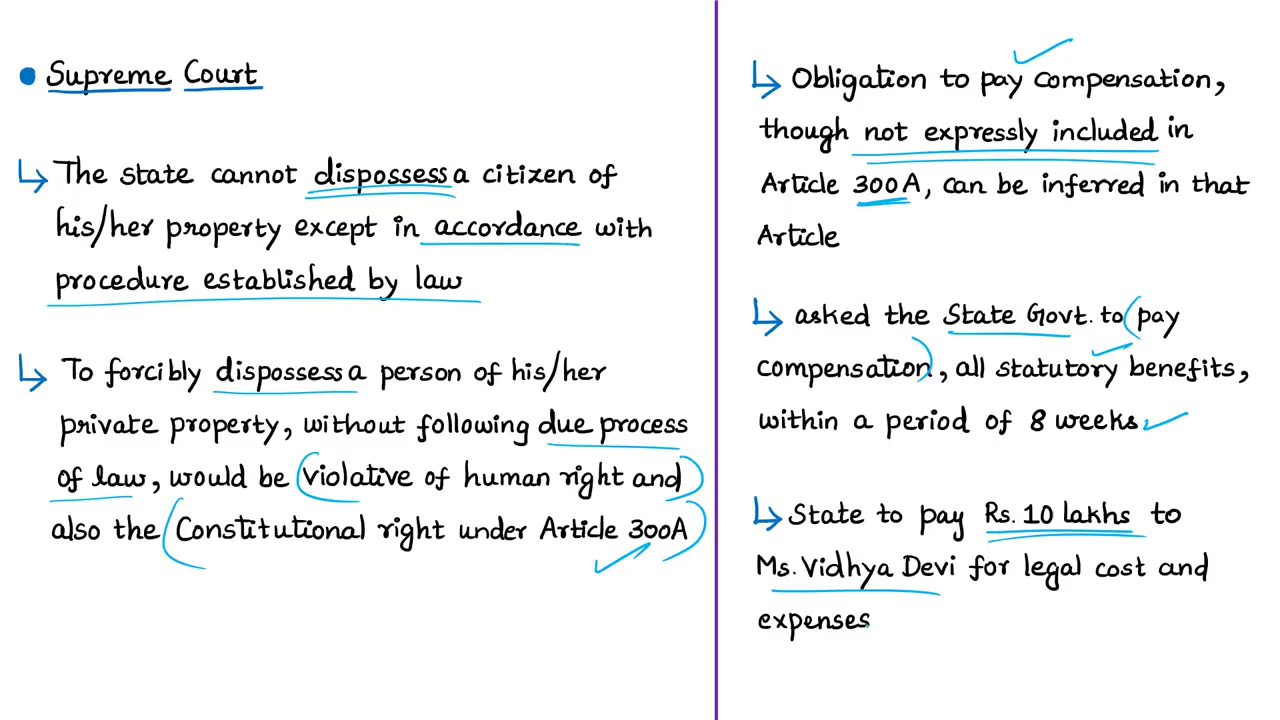 Supreme Court
The state cannot dispossess a citizen of
his/her property except in accordance with
procedure established by law
To forcibly dispossess a person of his/her
private property, without following due process
of law, would be violative of human right and
also the Constitutional right under Article 300A
Obligation to pay compensation,
though not expressly included in
Article 300A, can be inferred in that
Article
asked the State Govt. to pay
compensation, all statutory benefits,
within a period of 8 weeks
State to pay Rs. 10 lakhs to
Ms. Vidhya Devi for legal cost and
expenses